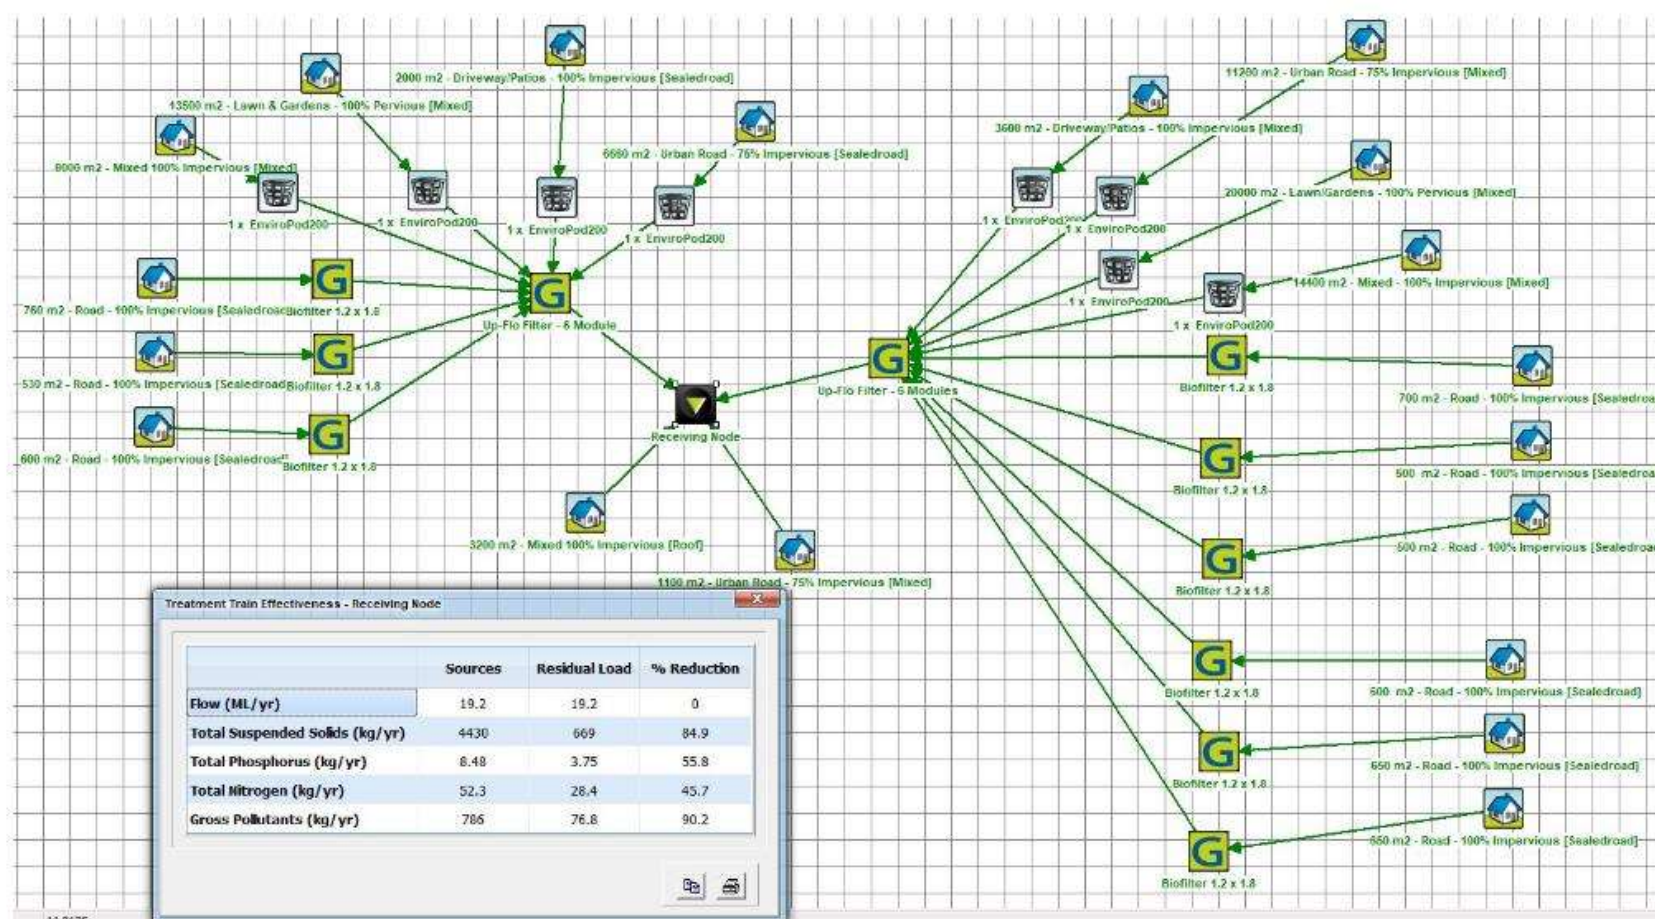 2000 m2 - Driveway/Patios - 100% Impervious [Sealedroad]
11200 m2 - Urban Road - 75% Impervious [Mixed]
13500 m2 - Lawn & Gardens - 100% Pervious [Mixed]
3600 m2 - Driveway/Patios - 100% Impervious [Mixed]
6660 m2 - Urban Road - 75% Impervious [Sealedroad]
m2 - Mixed 100% Impervious [Mixed]
20000 m2 - Lawn/Gardens - 100% Pervious [Mixed]
1 x EnviroPod200
1 x EnviroPod200
1 x EnviroPod200
1 x EnviroPod200
1 x EnviroPod200
1 x EnviroPod200
14400 m2 - Mixed - 100% Impervious [Mixed]
1 x EnviroPod200
1 x EnviroPod200
760 m2 - Road - 100% Impervious [Sealedroad
Biofilter 1.2 x 1.8
Up-Flo Filter - 6 Module
530 m2 - Road - 100% Impervious [Sealedroad
Biofilter 1.2 x 1.8
Up-Flo Filter - 6 Modules
Biofilter 1.2 x 1.8
700 m2 - Road - 100% Impervious [Sealedroa
Receiving Node
600 m2 - Road - 100% Impervious [Sealedroad
Biofilter 1.2 x 1.8
500 m2 - Road - 100% Impervious [Sealedroa
Biofilter 1.2 x 1.8
3200 m2 - Mixed 100% Impervious [Roof]
500 m2 - Road - 100% Impervious [Sealedroa
1100 m2 - Urban Road - 75% Impervious [Mixed]
Biofilter 1.2 x 1.8
600 m2 - Road - 100% Impervious [Sealedroad]
Biofilter 1.2 x 1.8
650 m2 - Road - 100% Impervious [Sealedroad]
Biofilter 1.2 x 1.8
650 m2 - Road - 100% Impervious [Sealedroad]
Biofilter 1.2 x 1.8
Treatment Train Effectiveness - Receiving Node
Sources Residual Load % Reduction
Flow (ML/yr) 19.2 19.2 0
Total Suspended Solids (kg/yr) 4430 669 84.9
Total Phosphorus (kg/yr) 8.48 3.75 55.8
Total Nitrogen (kg/yr) 52.3 28.4 45.7
Gross Pollutants (kg/yr) 786 76.8 90.2